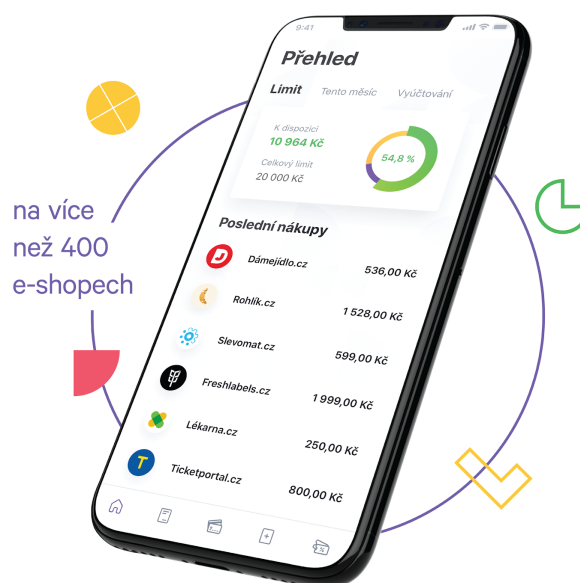 9:41
Přehled
Limit Tento měsíc Vyúčtování
K dispozici
10 964 Kč
Celkový limit
20 000 Kč
54,8 %
Poslední nákupy
Dámejídlo.cz 536,00 Kč
Rohlík.cz 1 528,00 Kč
Slevomat.cz 599,00 Kč
Freshlabels.cz 1 999,00 Kč
Lékarna.cz 250,00 Kč
T Ticketportal.cz 800,00 Kč
na více
než 400
e-shopech